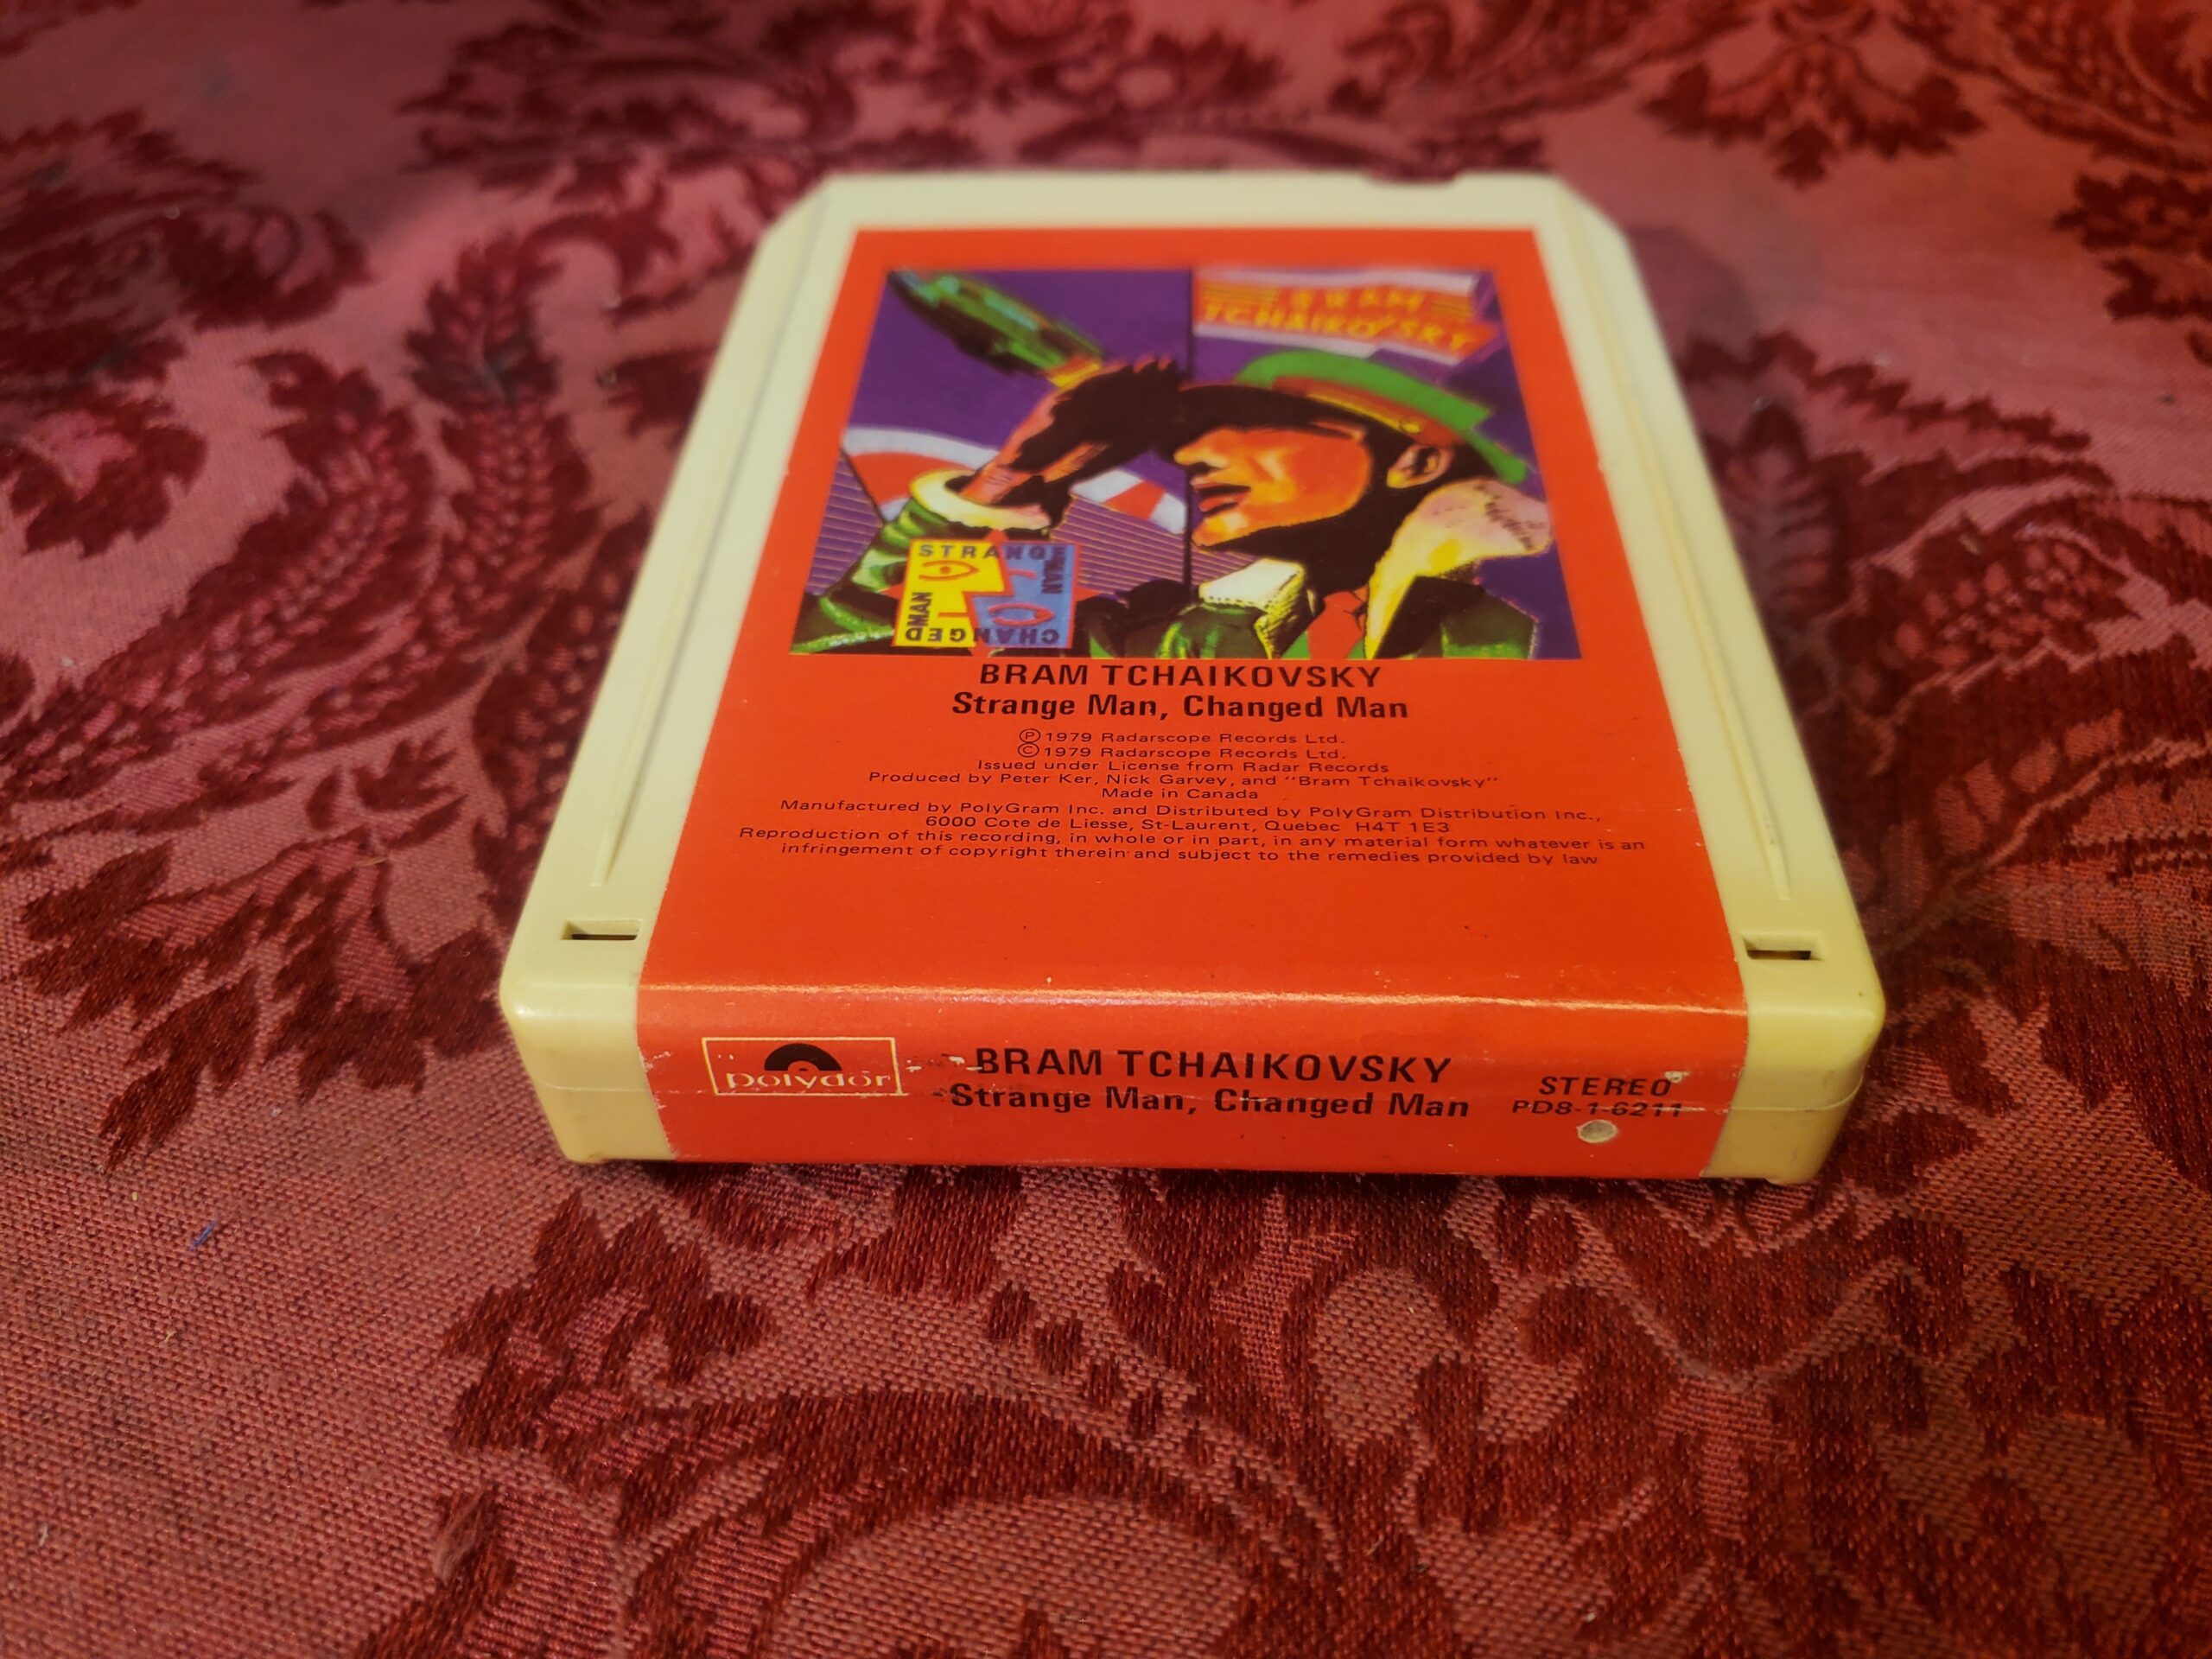 BRAM
TCHAIKOVSKY
STRANGE
MAN
CHANGED
MAN
BRAM TCHAIKOVSKY
Strange Man, Changed Man
Ⓟ 1979 Radarscope Records Ltd.
© 1979 Radarscope Records Ltd.
Issued under License from Radar Records
Produced by Peter Ker, Nick Garvey, and "Bram Tchaikovsky"
Made in Canada
Manufactured by PolyGram Inc. and Distributed by PolyGram Distribution Inc.,
6000 Cote de Liesse, St-Laurent, Quebec H4T 1E3
Reproduction of this recording, in whole or in part, in any material form whatever is an
infringement of copyright therein and subject to the remedies provided by law
polydor
BRAM TCHAIKOVSKY
Strange Man, Changed Man
STEREO
PD8-1-6211